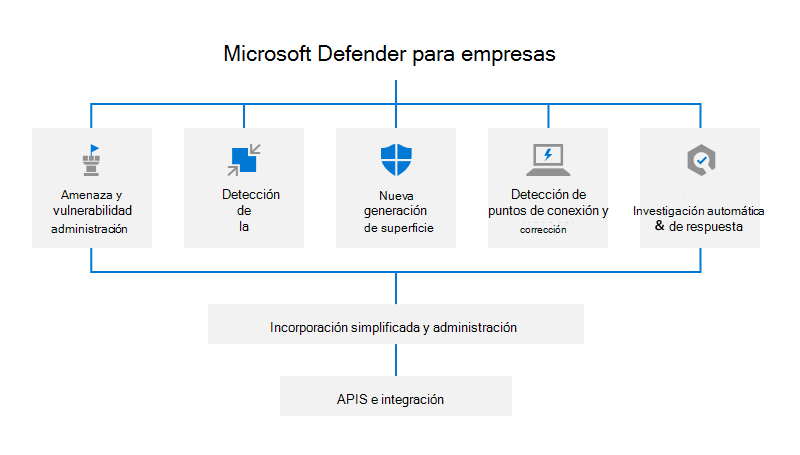 Microsoft Defender para empresas
Amenaza y
vulnerabilidad
administración
Detección
de
la
Nueva
generación
de superficie
Detección de
puntos de conexión y
corrección
Investigación automática
& de respuesta
Incorporación simplificada y administración
APIS e integración